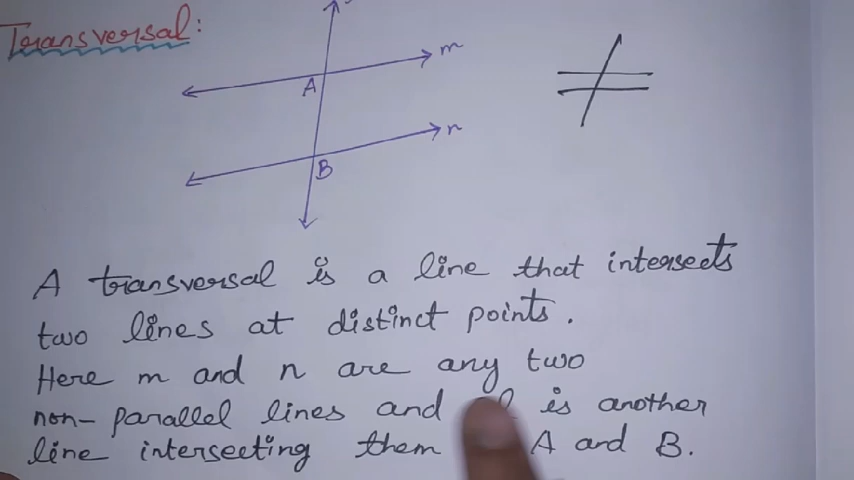 Transversal:
m
A
n
B
A transversal is a line that intersects
two lines at distinct points.
Here m and n are any two
non-parallel lines and is another
line intersecting them A and B.